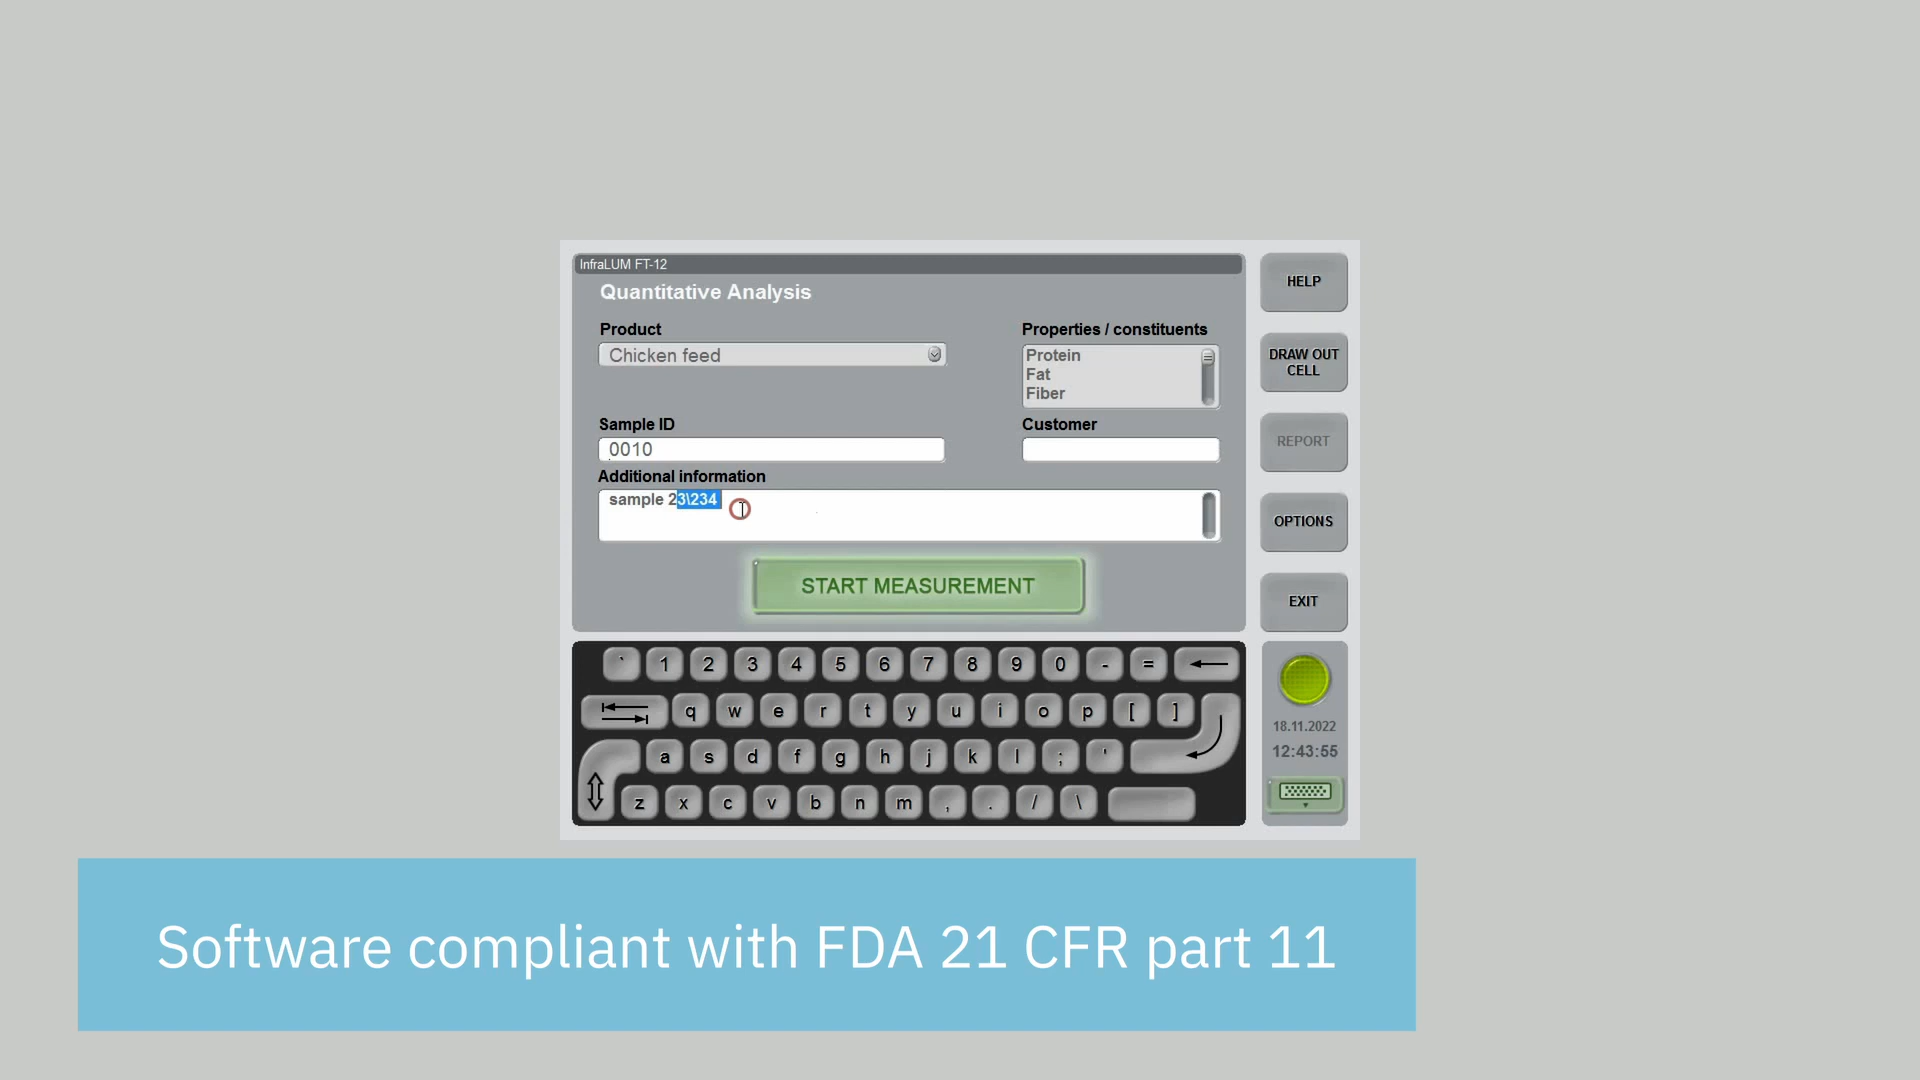 InfraLUM FT-12
Quantitative Analysis
Product
Chicken feed
Properties / constituents
Protein
Fat
Fiber
Sample ID
0010
Customer
Additional information
sample 23\234
START MEASUREMENT
HELP
DRAW OUT
CELL
REPORT
OPTIONS
EXIT
` 1 2 3 4 5 6 7 8 9 0 - =
q w e r t y u i o p [ ]
a s d f g h j k l ; '
z x c v b n m , . / \
18.11.2022
12:43:55
Software compliant with FDA 21 CFR part 11